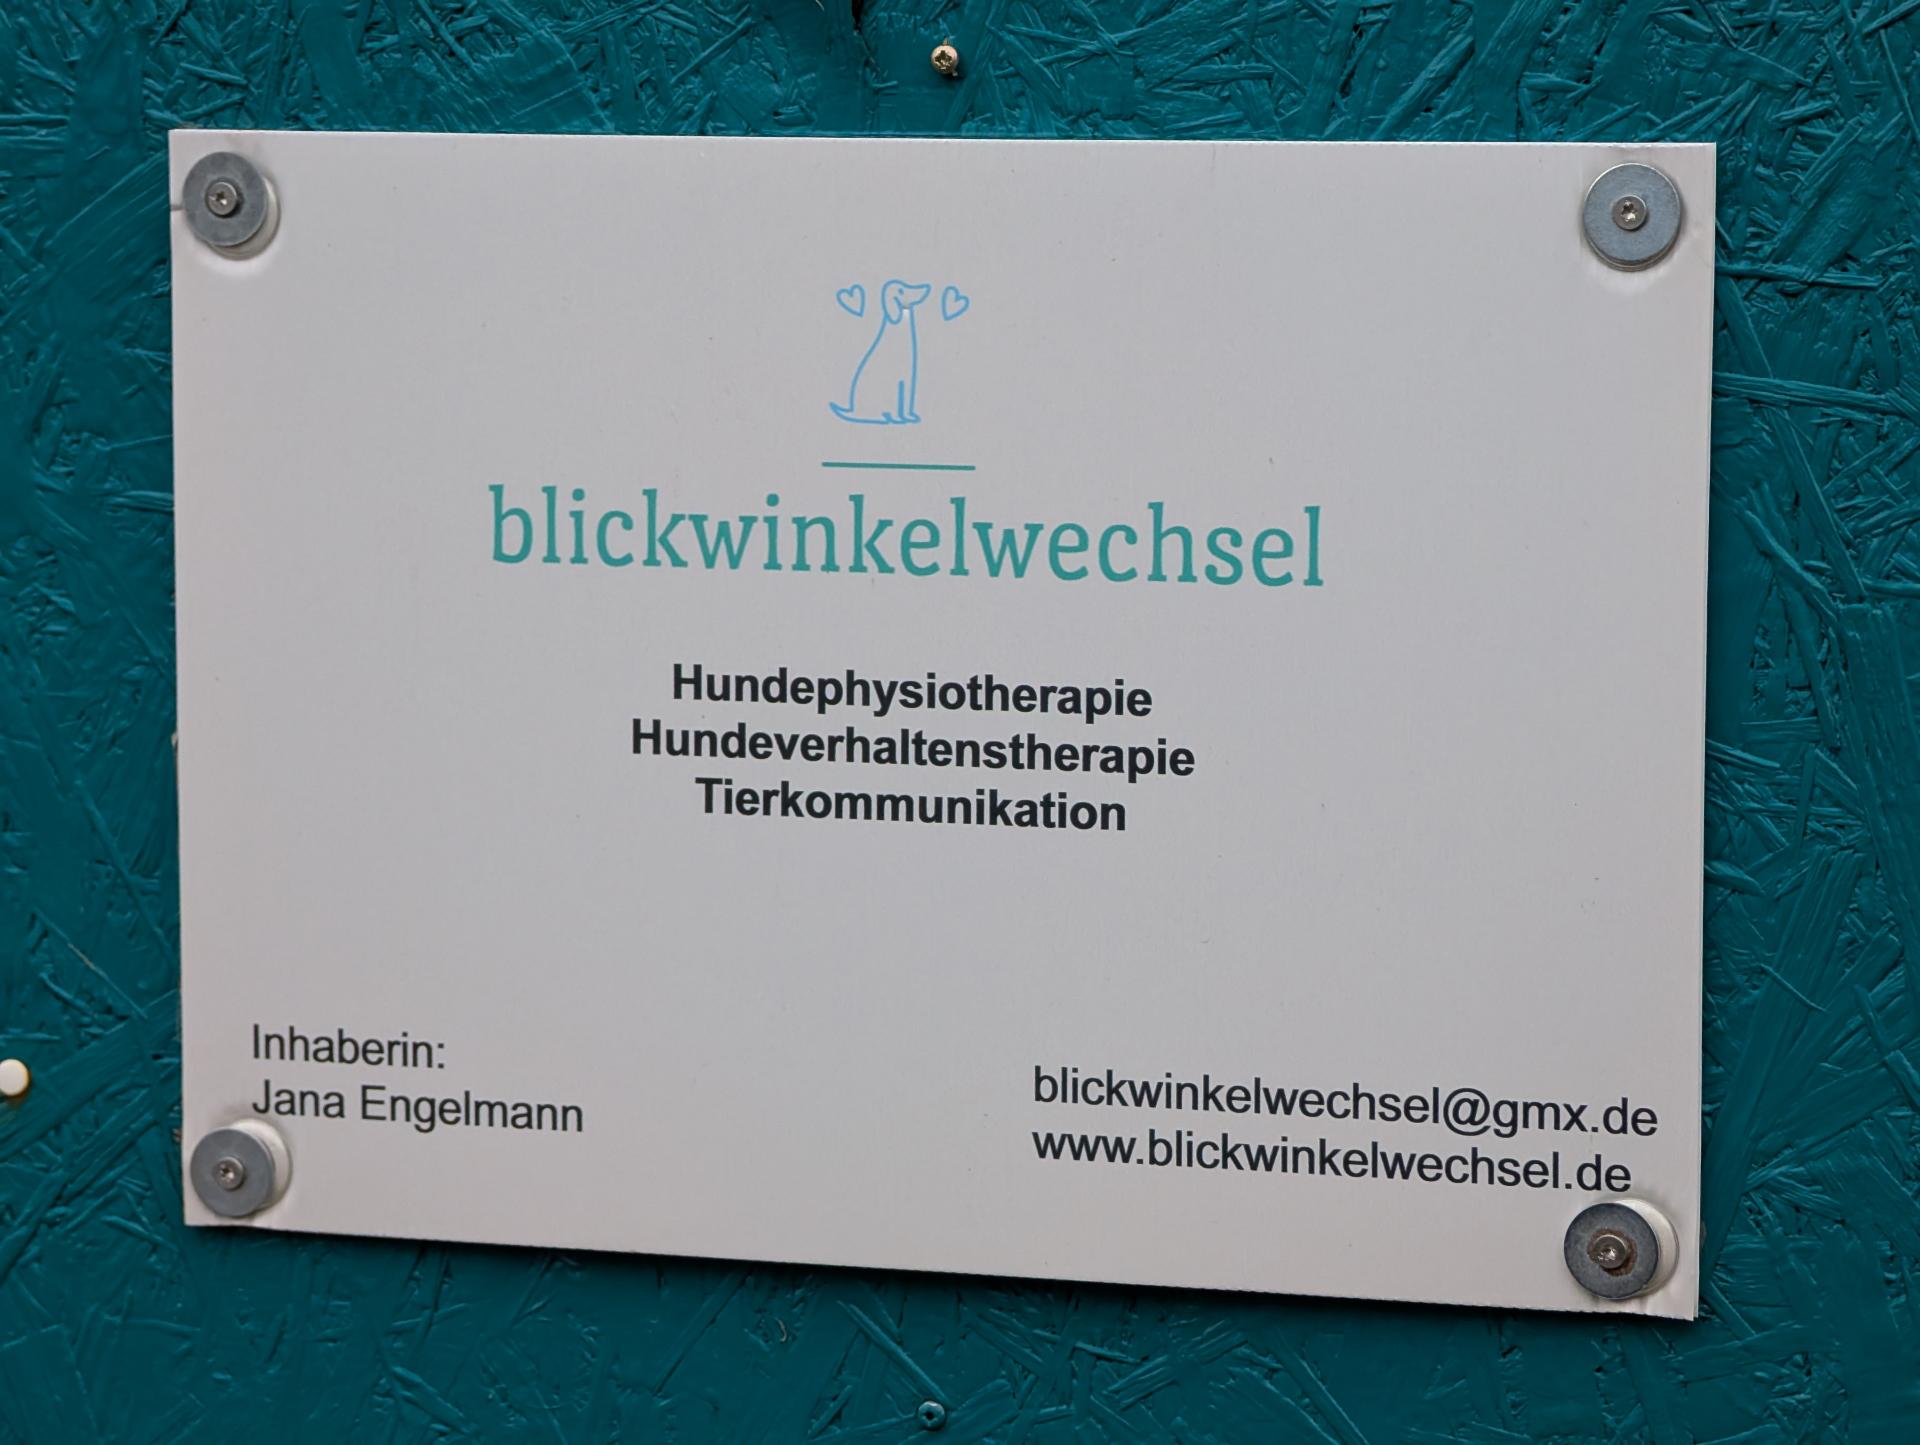 blickwinkelwechsel
Hundephysiotherapie
Hundeverhaltenstherapie
Tierkommunikation
Inhaberin:
Jana Engelmann
blickwinkelwechsel@gmx.de
www.blickwinkelwechsel.de